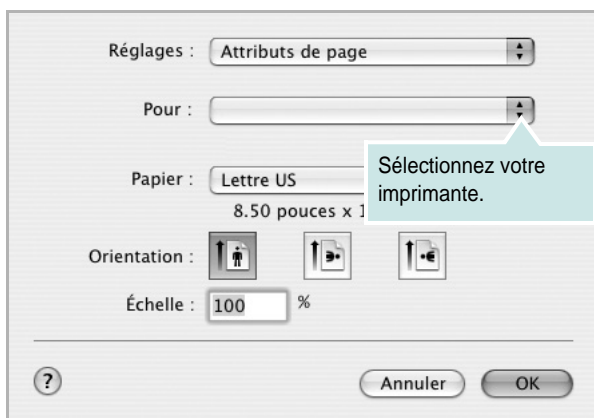 Réglages : Attributs de page
Pour :
Sélectionnez votre
imprimante.
Papier : Lettre US
8.50 pouces x
Orientation :
Échelle : 100 %
? Annuler OK